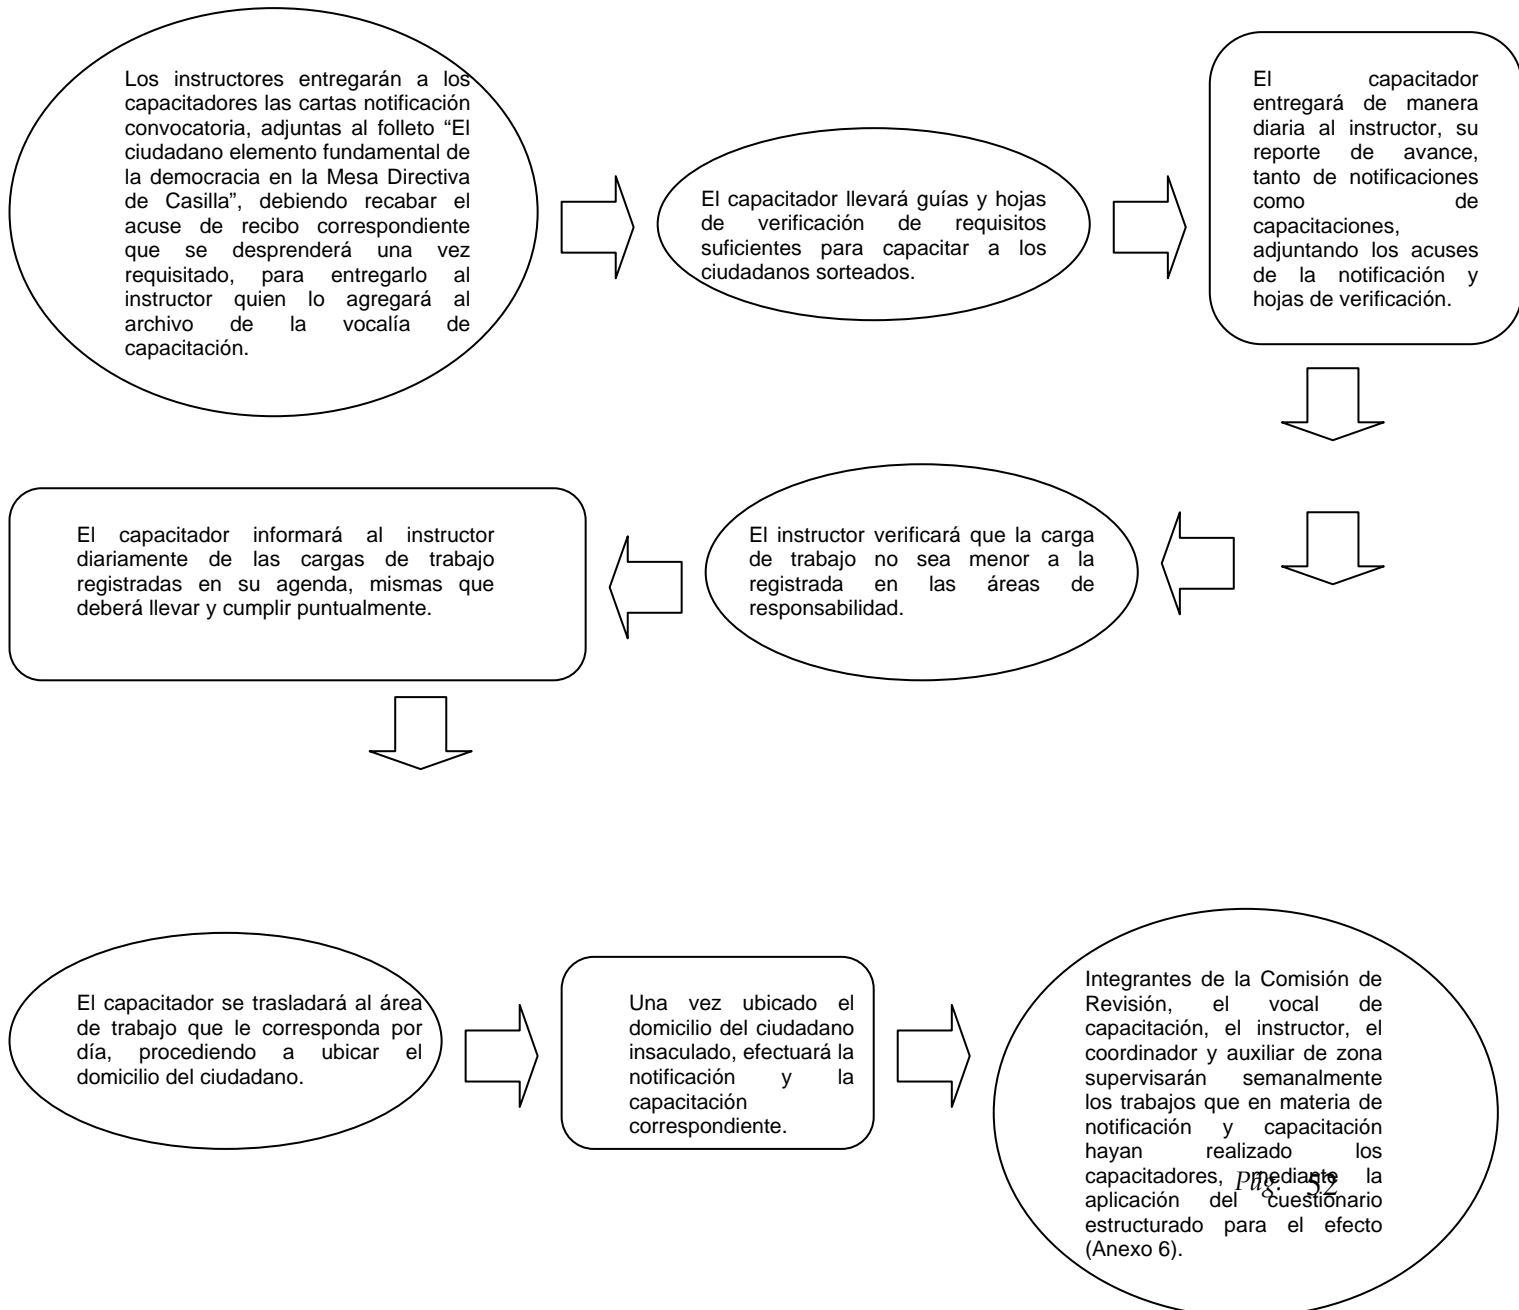 Los instructores entregarán a los
capacitadores las cartas notificación
convocatoria, adjuntas al folleto “El
ciudadano elemento fundamental de
la democracia en la Mesa Directiva
de Casilla”, debiendo recabar el
acuse de recibo correspondiente
que se desprenderá una vez
requisitado, para entregarlo al
instructor quien lo agregará al
archivo de la vocalía de
capacitación.
El capacitador llevará guías y hojas
de verificación de requisitos
suficientes para capacitar a los
ciudadanos sorteados.
El capacitador
entregará de manera
diaria al instructor, su
reporte de avance,
tanto de notificaciones
como de
capacitaciones,
adjuntando los acuses
de la notificación y
hojas de verificación.
El instructor verificará que la carga
de trabajo no sea menor a la
registrada en las áreas de
responsabilidad.
El capacitador informará al instructor
diariamente de las cargas de trabajo
registradas en su agenda, mismas que
deberá llevar y cumplir puntualmente.
El capacitador se trasladará al área
de trabajo que le corresponda por
día, procediendo a ubicar el
domicilio del ciudadano.
Una vez ubicado el
domicilio del ciudadano
insaculado, efectuará la
notificación y la
capacitación
correspondiente.
Integrantes de la Comisión de
Revisión, el vocal de
capacitación, el instructor, el
coordinador y auxiliar de zona
supervisarán semanalmente
los trabajos que en materia de
notificación y capacitación
hayan realizado los
capacitadores, mediante la
aplicación del cuestionario
estructurado para el efecto
(Anexo 6).
Pág. 52